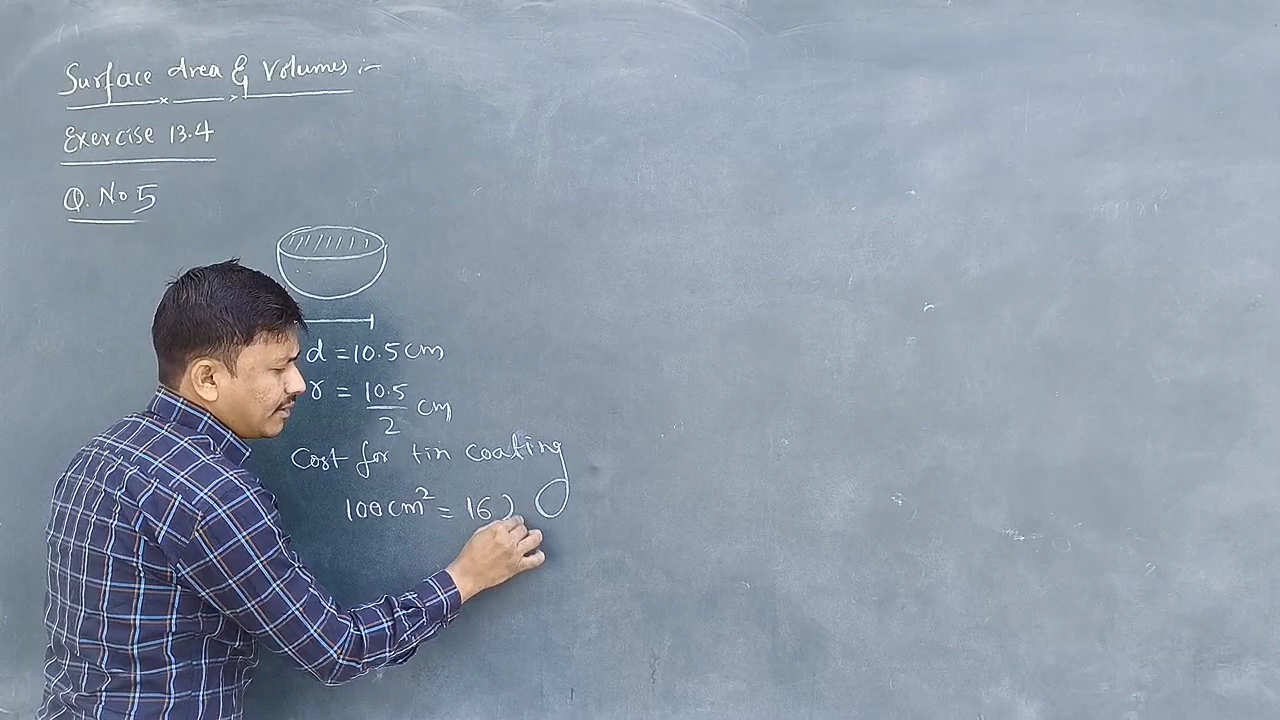 Surface Area & Volumes :-
Exercise 13.4
Q. No 5
d = 10.5 cm
r = 10.5/2 cm
Cost for tin coating
100 cm² = 16